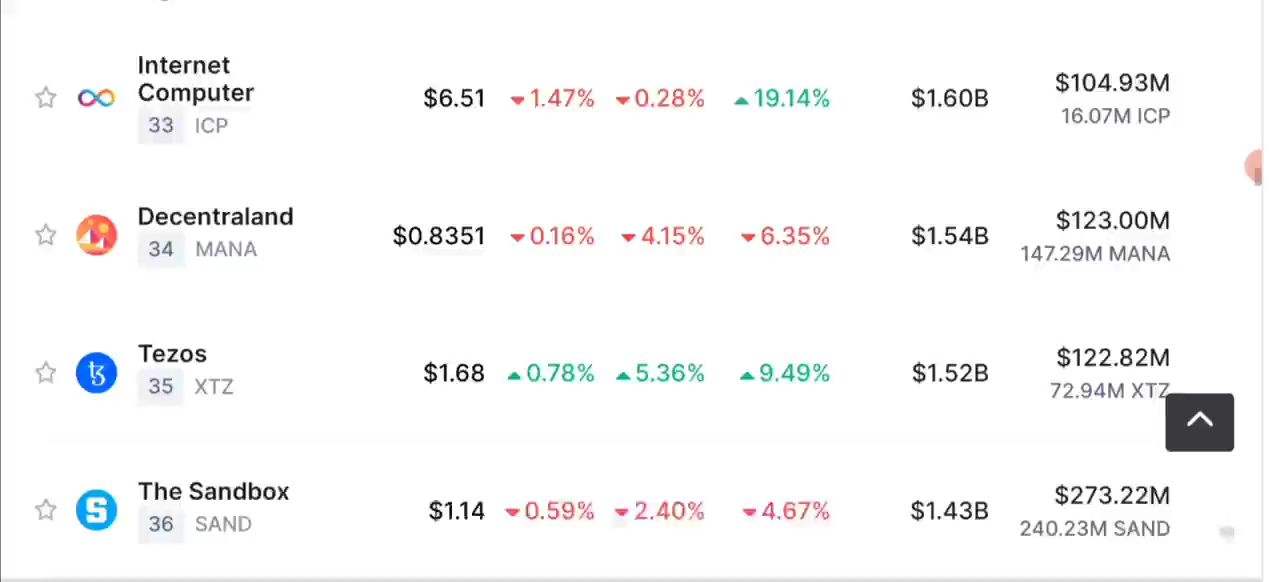 Internet
Computer
33 ICP
$6.51 1.47% 0.28% 19.14% $1.60B $104.93M
16.07M ICP
Decentraland
34 MANA
$0.8351 0.16% 4.15% 6.35% $1.54B $123.00M
147.29M MANA
Tezos
35 XTZ
$1.68 0.78% 5.36% 9.49% $1.52B $122.82M
72.94M XTZ
The Sandbox
36 SAND
$1.14 0.59% 2.40% 4.67% $1.43B $273.22M
240.23M SAND